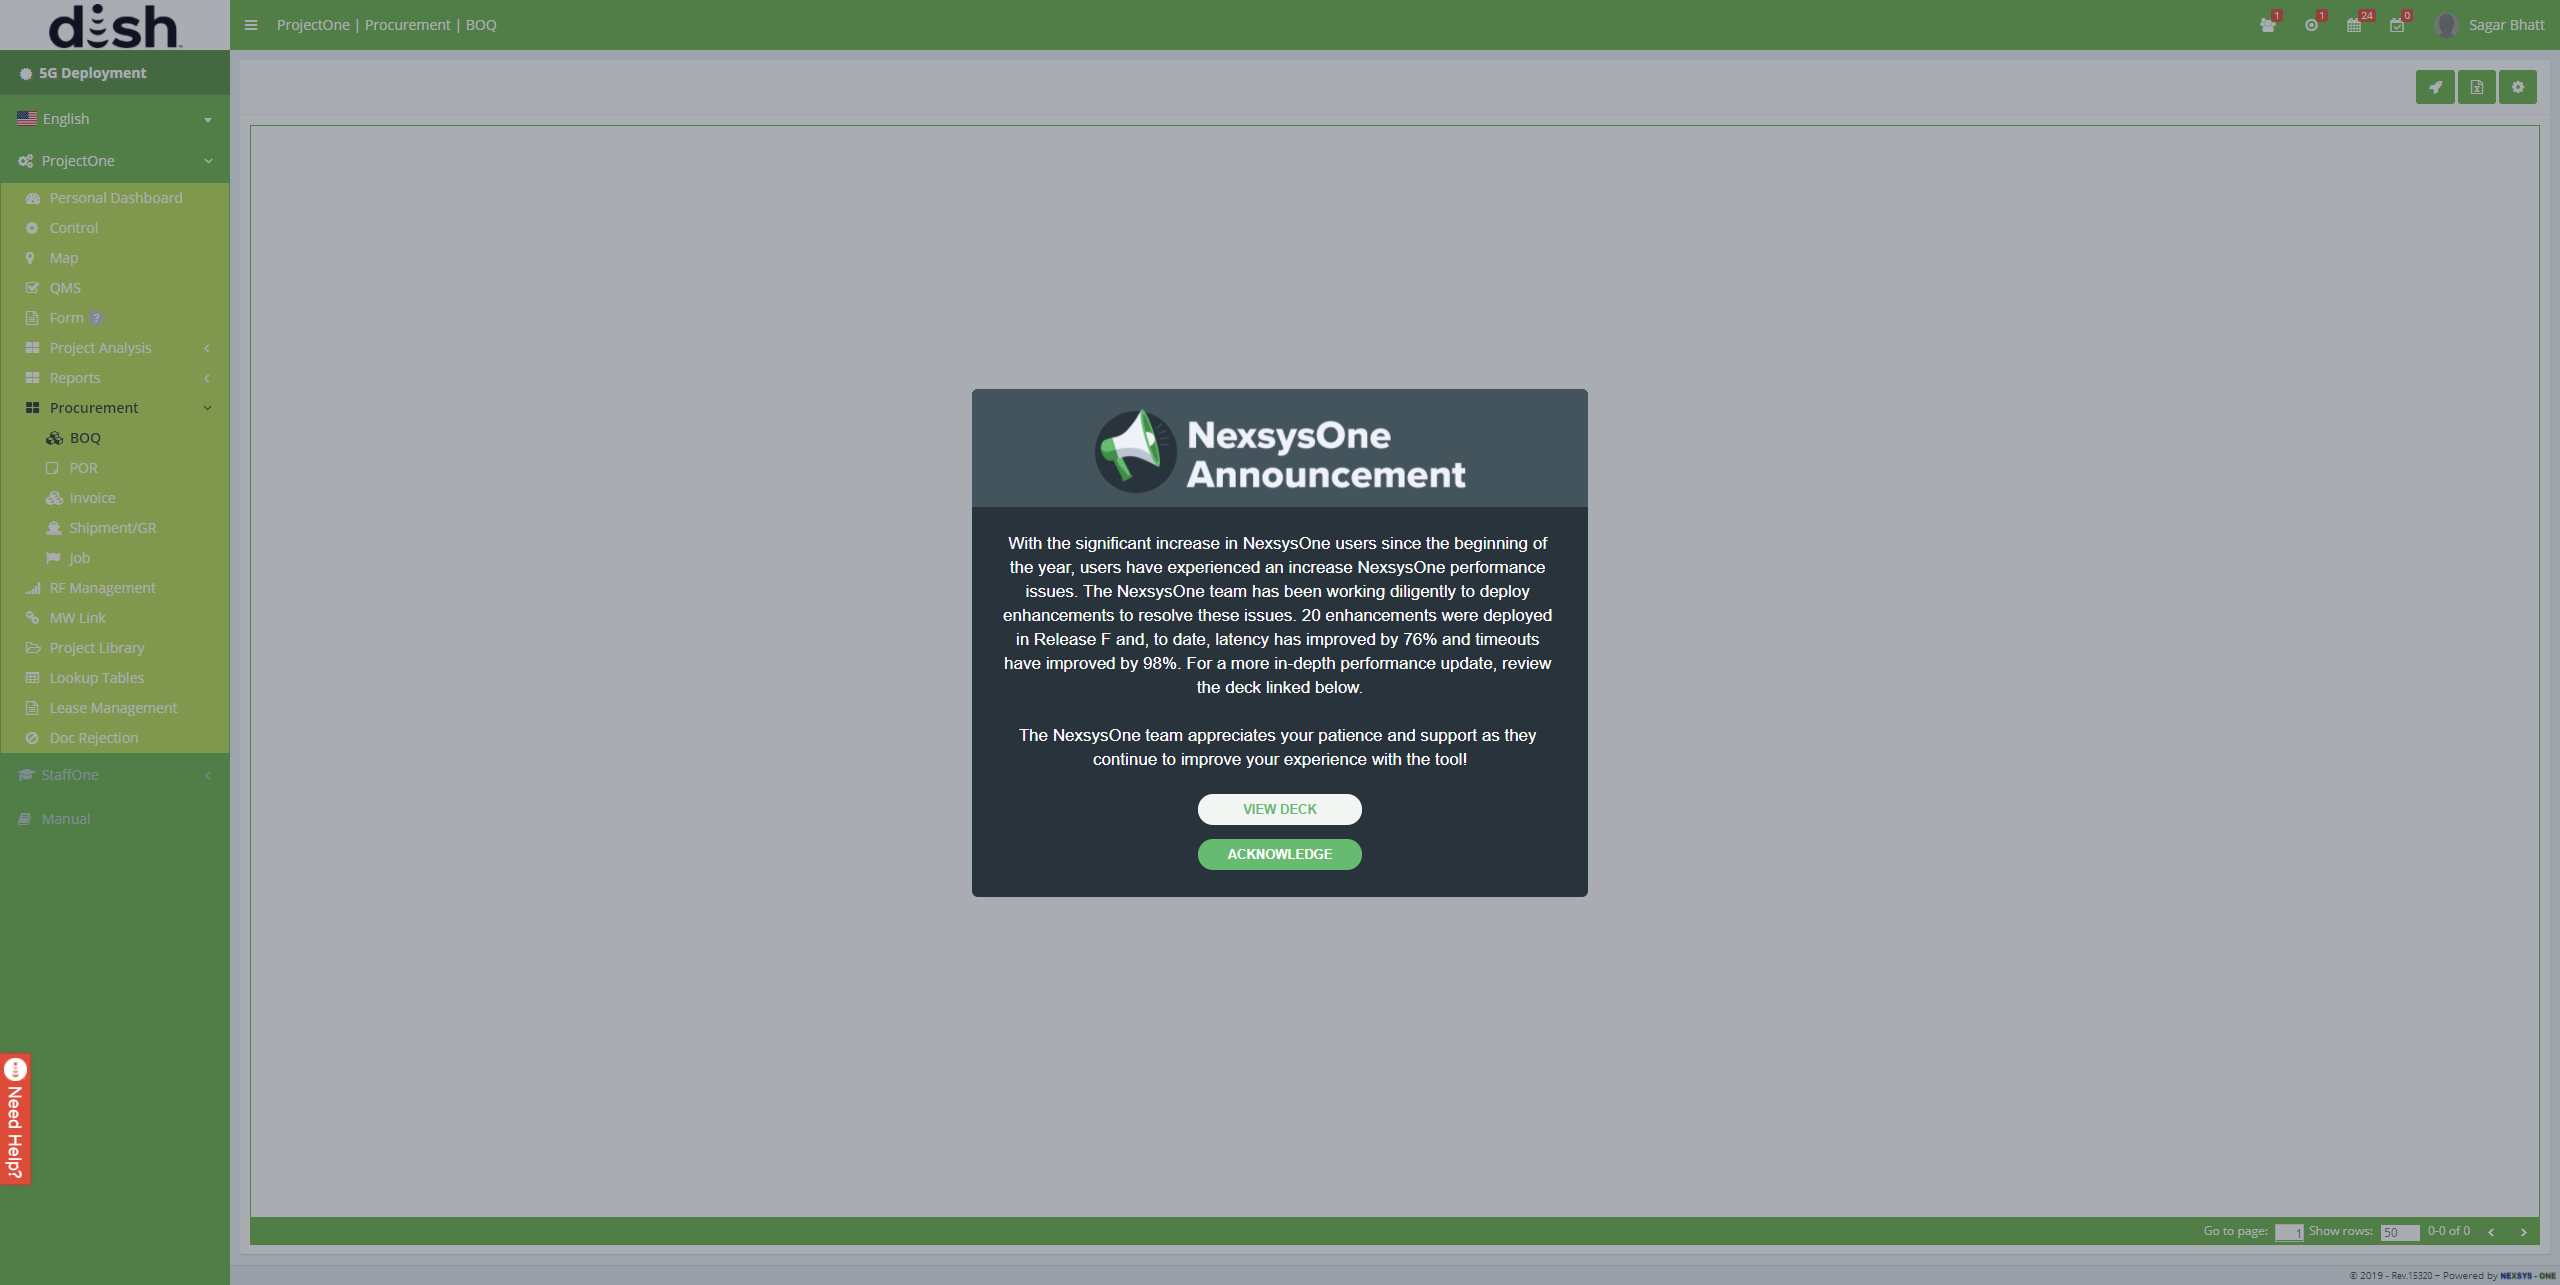 dish
ProjectOne | Procurement | BOQ
1
1
24
0
Sagar Bhatt
5G Deployment
English
ProjectOne
Personal Dashboard
Control
Map
QMS
Form ?
Project Analysis
Reports
Procurement
BOQ
POR
Invoice
Shipment/GR
Job
RF Management
MW Link
Project Library
Lookup Tables
Lease Management
Doc Rejection
StaffOne
Manual
Need Help?
NexsysOne
Announcement
With the significant increase in NexsysOne users since the beginning of
the year, users have experienced an increase NexsysOne performance
issues. The NexsysOne team has been working diligently to deploy
enhancements to resolve these issues. 20 enhancements were deployed
in Release F and, to date, latency has improved by 76% and timeouts
have improved by 98%. For a more in-depth performance update, review
the deck linked below.
The NexsysOne team appreciates your patience and support as they
continue to improve your experience with the tool!
VIEW DECK
ACKNOWLEDGE
Go to page: 1 Show rows: 50 0-0 of 0
© 2019 - Rev.15320 – Powered by NEXSYS - ONE